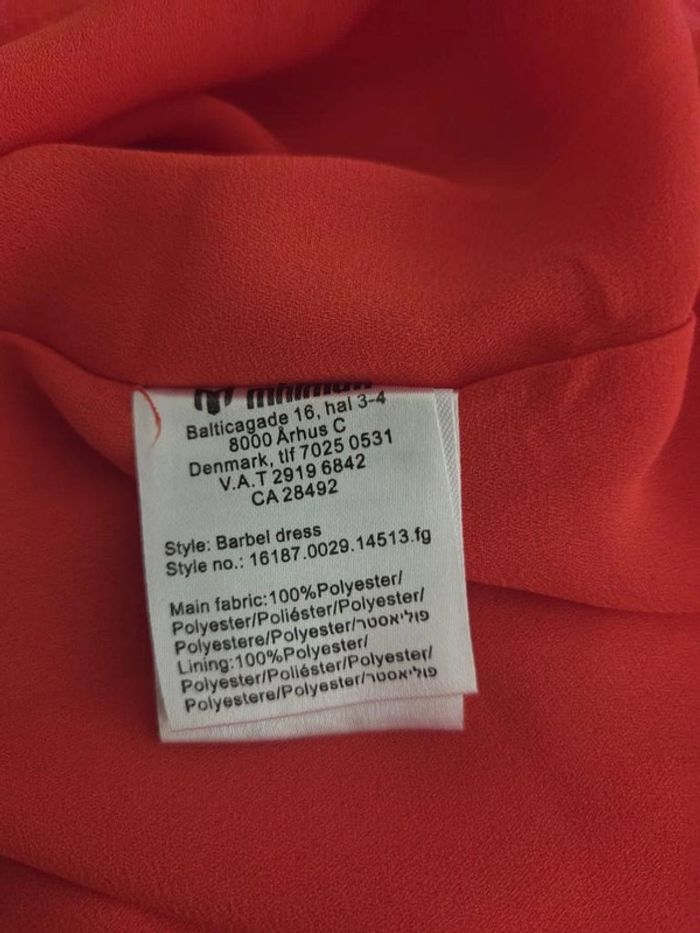 Balticagade 16, hal 3-4
8000 Århus C
Denmark, tlf 7025 0531
V.A.T 2919 6842
CA 28492
Style: Barbel dress
Style no.: 16187.0029.14513.fg
Main fabric:100%Polyester/
Polyester/Poliéster/Polyester/
Polyestere/Polyester/פוליאסטר
Lining:100%Polyester/
Polyester/Poliéster/Polyester/
Polyestere/Polyester/פוליאסטר